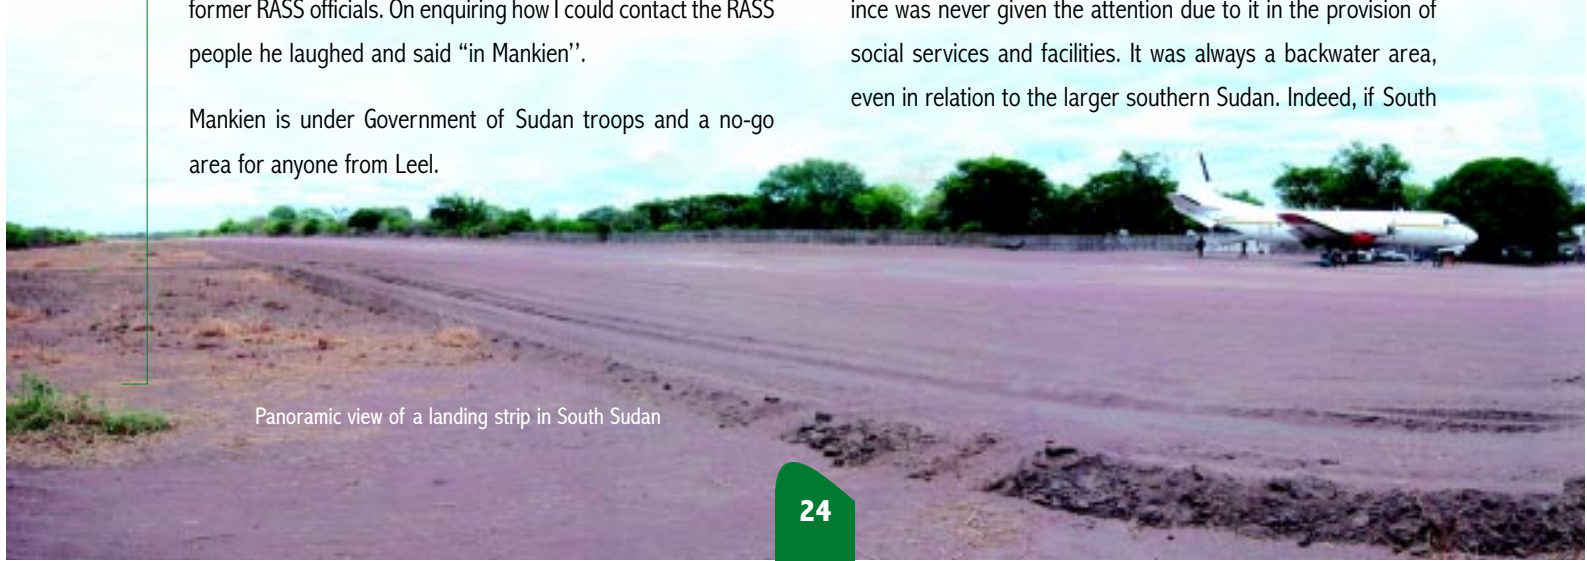 former RASS officials. On enquiring how I could contact the RASS
people he laughed and said “in Mankien’’.
Mankien is under Government of Sudan troops and a no-go
area for anyone from Leel.
ince was never given the attention due to it in the provision of
social services and facilities. It was always a backwater area,
even in relation to the larger southern Sudan. Indeed, if South
Panoramic view of a landing strip in South Sudan
24